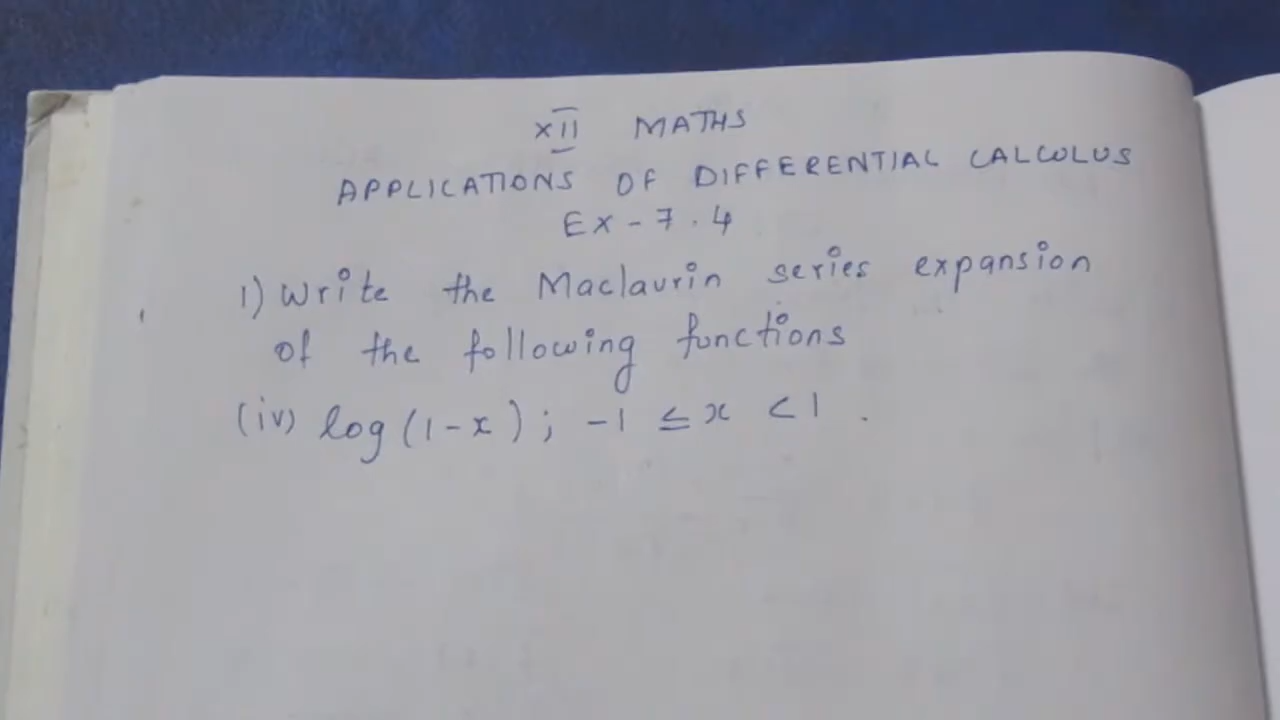 XII MATHS
APPLICATIONS OF DIFFERENTIAL CALCULUS
EX - 7.4
1) Write the Maclaurin series expansion
of the following functions
(iv) log (1-x) ; -1 ≤ x < 1 .